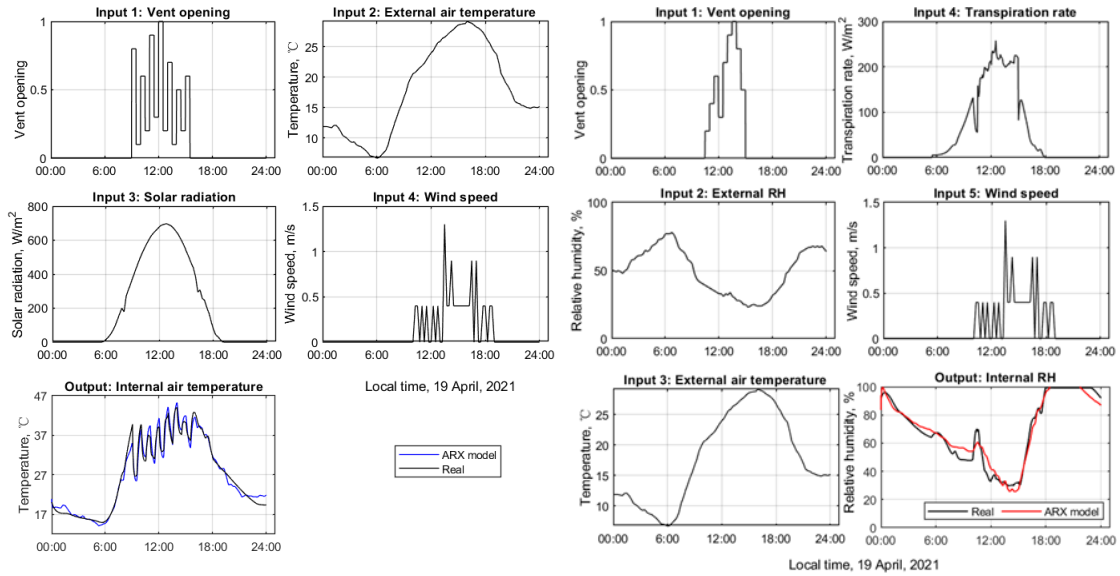 Input 1: Vent opening
Vent opening
1
0.5
0
00:00 6:00 12:00 18:00 24:00
Input 2: External air temperature
Temperature, ℃
25
20
15
10
00:00 6:00 12:00 18:00 24:00
Input 3: Solar radiation
Solar radiation, W/m²
800
600
400
200
0
00:00 6:00 12:00 18:00 24:00
Input 4: Wind speed
Wind speed, m/s
1.5
1
0.5
0
00:00 6:00 12:00 18:00 24:00
Output: Internal air temperature
Temperature, ℃
47
37
27
17
00:00 6:00 12:00 18:00 24:00
Local time, 19 April, 2021
ARX model
Real
Input 1: Vent opening
Vent opening
1
0.5
0
00:00 6:00 12:00 18:00 24:00
Input 4: Transpiration rate
Transpiration rate, W/m²
300
200
100
0
00:00 6:00 12:00 18:00 24:00
Input 2: External RH
Relative humidity, %
100
50
0
00:00 6:00 12:00 18:00 24:00
Input 5: Wind speed
Wind speed, m/s
1.5
1
0.5
0
00:00 6:00 12:00 18:00 24:00
Input 3: External air temperature
Temperature, ℃
25
20
15
10
00:00 6:00 12:00 18:00 24:00
Output: Internal RH
Relative humidity, %
100
80
60
40
20
0
Real ARX model
00:00 6:00 12:00 18:00 24:00
Local time, 19 April, 2021